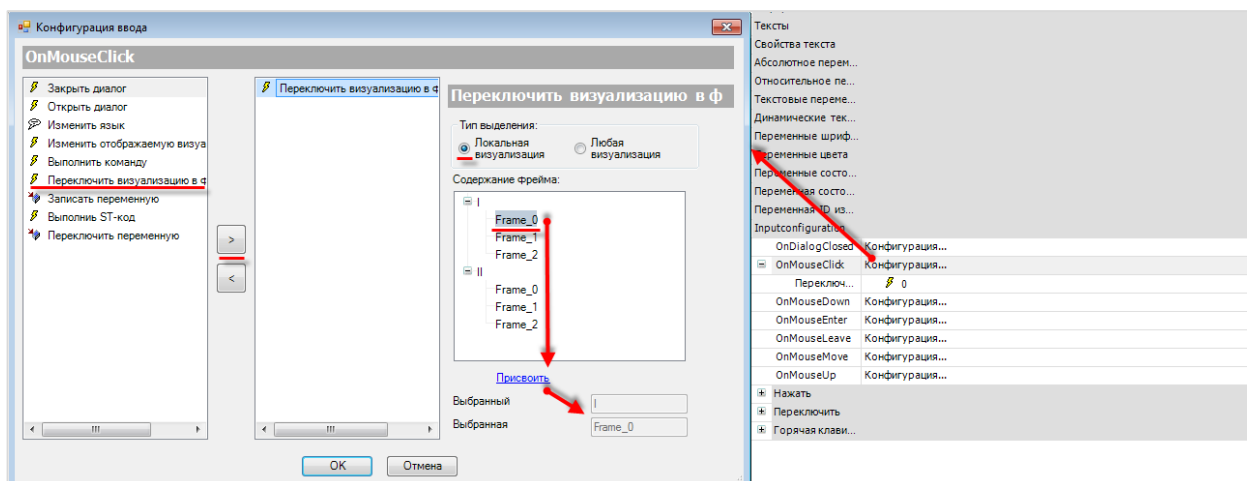 Конфигурация ввода
OnMouseClick
Закрыть диалог
Открыть диалог
Изменить язык
Изменить отображаемую визуа
Выполнить команду
Переключить визуализацию в ф
Записать переменную
Выполниь ST-код
Переключить переменную
>
<
Переключить визуализацию в ф
Переключить визуализацию в ф
Тип выделения:
Локальная
визуализация
Любая
визуализация
Содержание фрейма:
I
Frame_0
Frame_1
Frame_2
II
Frame_0
Frame_1
Frame_2
Присвоить
Выбранный
I
Выбранная
Frame_0
OK
Отмена
Тексты
Свойства текста
Абсолютное перем...
Относительное пе...
Текстовые переме...
Динамические тек...
Переменные шриф...
Переменные цвета
Переменные состо...
Переменная состо...
Переменная ID из...
Inputconfiguration
OnDialogClosed Конфигурация...
OnMouseClick Конфигурация...
Переключ... 0
OnMouseDown Конфигурация...
OnMouseEnter Конфигурация...
OnMouseLeave Конфигурация...
OnMouseMove Конфигурация...
OnMouseUp Конфигурация...
Нажать
Переключить
Горячая клави...